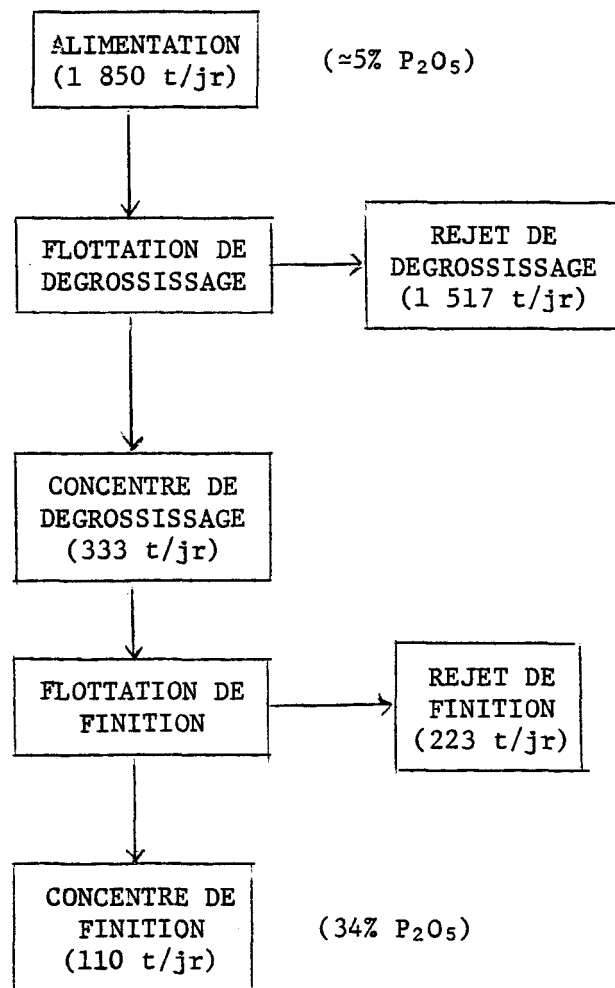 ALIMENTATION
(1 850 t/jr)
(≃5% P₂O₅)
FLOTTATION DE
DEGROSSISSAGE
REJET DE
DEGROSSISSAGE
(1 517 t/jr)
CONCENTRE DE
DEGROSSISSAGE
(333 t/jr)
FLOTTATION DE
FINITION
REJET DE
FINITION
(223 t/jr)
CONCENTRE DE
FINITION
(110 t/jr)
(34% P₂O₅)